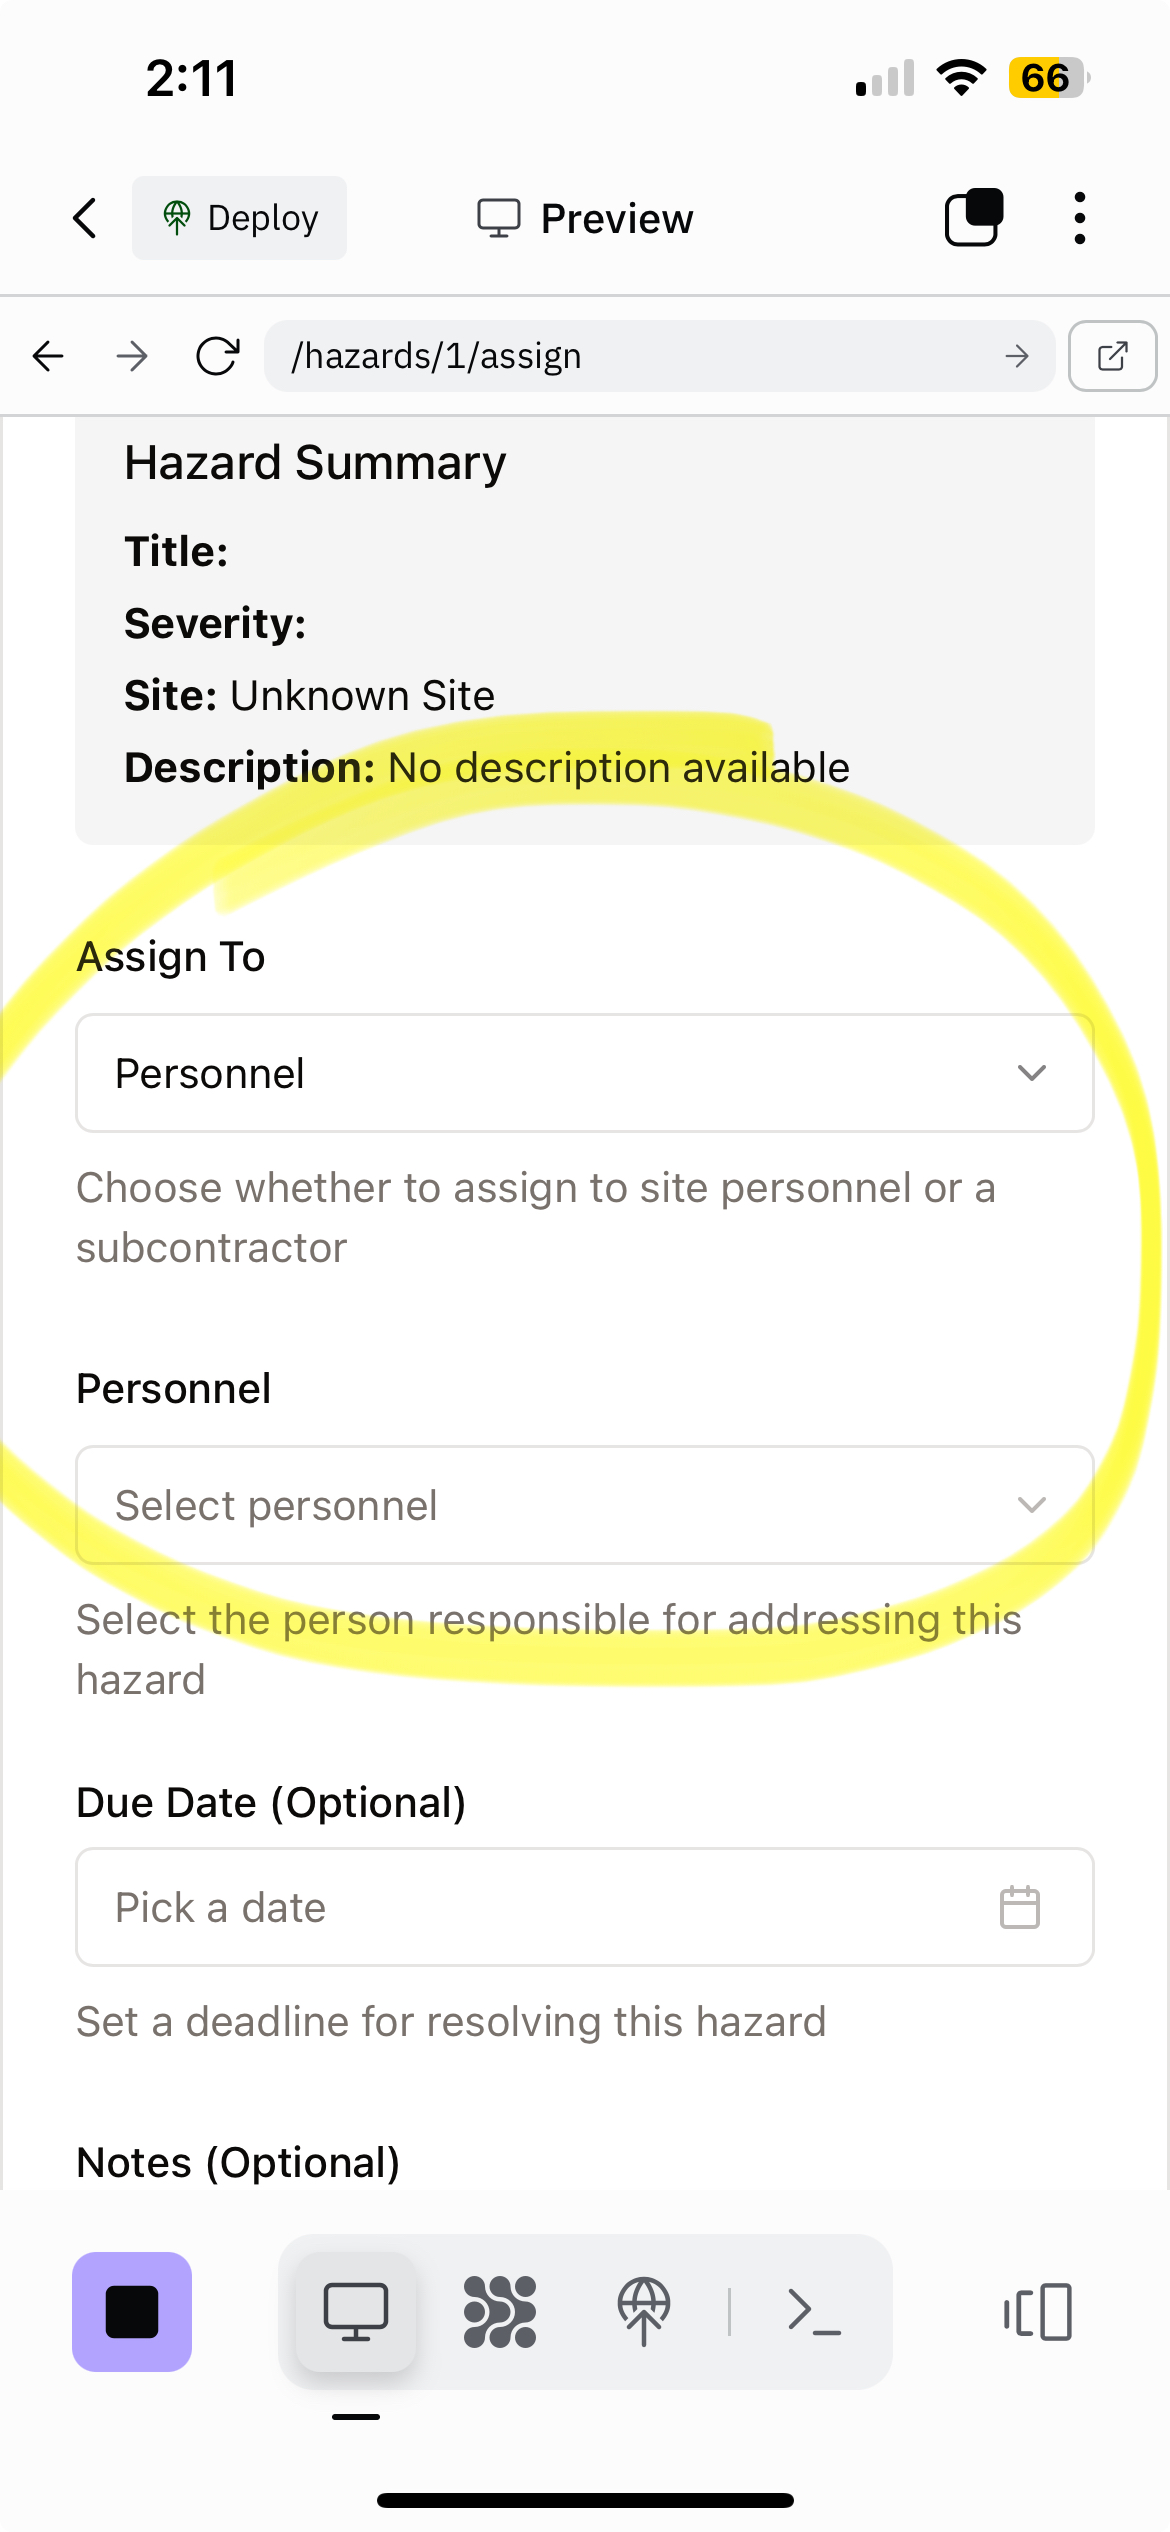 2:11
66
Deploy
Preview
/hazards/1/assign
Hazard Summary
Title:
Severity:
Site: Unknown Site
Description: No description available
Assign To
Personnel
Choose whether to assign to site personnel or a
subcontractor
Personnel
Select personnel
Select the person responsible for addressing this
hazard
Due Date (Optional)
Pick a date
Set a deadline for resolving this hazard
Notes (Optional)